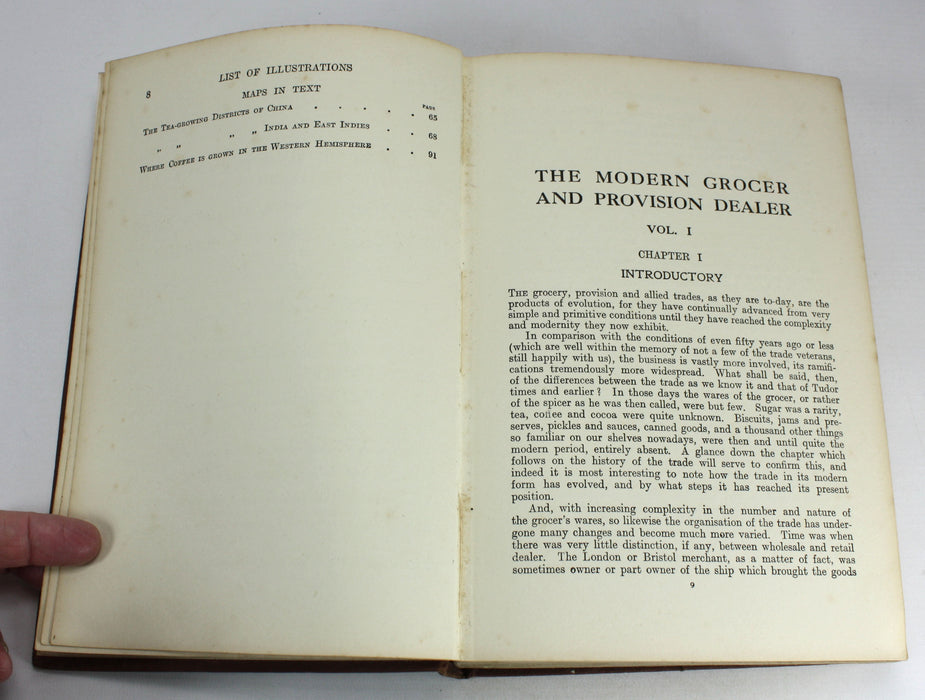 8
LIST OF ILLUSTRATIONS
MAPS IN TEXT
PAGE
The Tea-growing Districts of China . . . . . 65
„ „ „ „ India and East Indies . . 68
Where Coffee is grown in the Western Hemisphere . . 91
THE MODERN GROCER
AND PROVISION DEALER
VOL. I
CHAPTER I
INTRODUCTORY
The grocery, provision and allied trades, as they are to-day, are the
products of evolution, for they have continually advanced from very
simple and primitive conditions until they have reached the complexity
and modernity they now exhibit.
In comparison with the conditions of even fifty years ago or less
(which are well within the memory of not a few of the trade veterans,
still happily with us), the business is vastly more involved, its ramifi-
cations tremendously more widespread. What shall be said, then,
of the differences between the trade as we know it and that of Tudor
times and earlier? In those days the wares of the grocer, or rather
of the spicer as he was then called, were but few. Sugar was a rarity,
tea, coffee and cocoa were quite unknown. Biscuits, jams and pre-
serves, pickles and sauces, canned goods, and a thousand other things
so familiar on our shelves nowadays, were then and until quite the
modern period, entirely absent. A glance down the chapter which
follows on the history of the trade will serve to confirm this, and
indeed it is most interesting to note how the trade in its modern
form has evolved, and by what steps it has reached its present
position.
And, with increasing complexity in the number and nature of
the grocer's wares, so likewise the organisation of the trade has under-
gone many changes and become much more varied. Time was when
there was very little distinction, if any, between wholesale and retail
dealer. The London or Bristol merchant, as a matter of fact, was
sometimes owner or part owner of the ship which brought the goods
9